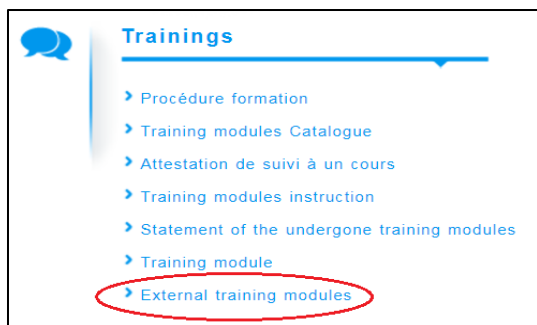 Trainings
Procédure formation
Training modules Catalogue
Attestation de suivi à un cours
Training modules instruction
Statement of the undergone training modules
Training module
External training modules